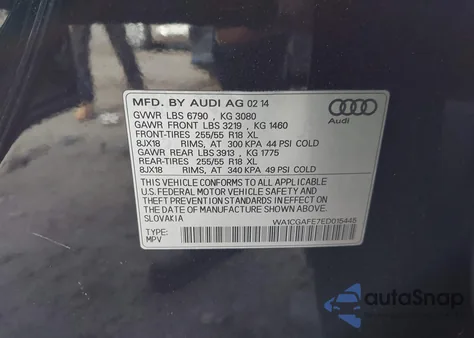 MFD. BY AUDI AG 02 14
GVWR LBS 6790 , KG 3080
GAWR FRONT LBS 3219 , KG 1460
FRONT-TIRES 255/55 R18 XL
8JX18, AT 300 KPA 44 PSI COLD
GAWR REAR LBS 3913 , KG 1775
REAR-TIRES 255/55 R18 XL
8JX18, AT 340 KPA 49 PSI COLD
THIS VEHICLE CONFORMS TO ALL APPLICABLE
U.S. FEDERAL MOTOR VEHICLE SAFETY AND
THEFT PREVENTION STANDARDS IN EFFECT ON
THE DATE OF MANUFACTURE SHOWN ABOVE.
SLOVAKIA
WA1CGAFE7ED015445
TYPE:
MPV
Audi
autoSnap